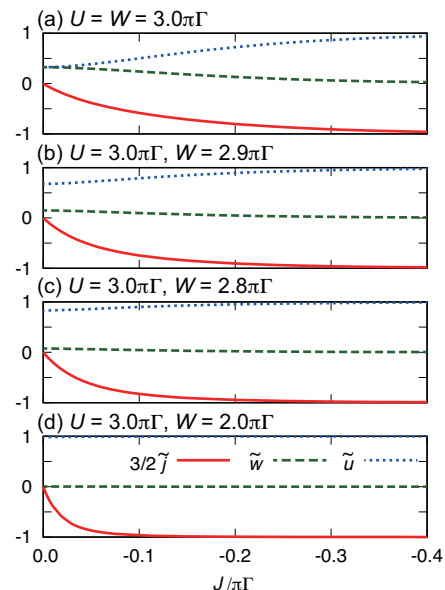 (a) U = W = 3.0πΓ
1
0
-1
(b) U = 3.0πΓ, W = 2.9πΓ
1
0
-1
(c) U = 3.0πΓ, W = 2.8πΓ
1
0
-1
(d) U = 3.0πΓ, W = 2.0πΓ
1
3/2 j̃ w̃ ũ
0
-1
0.0 -0.1 -0.2 -0.3 -0.4
J/πΓ